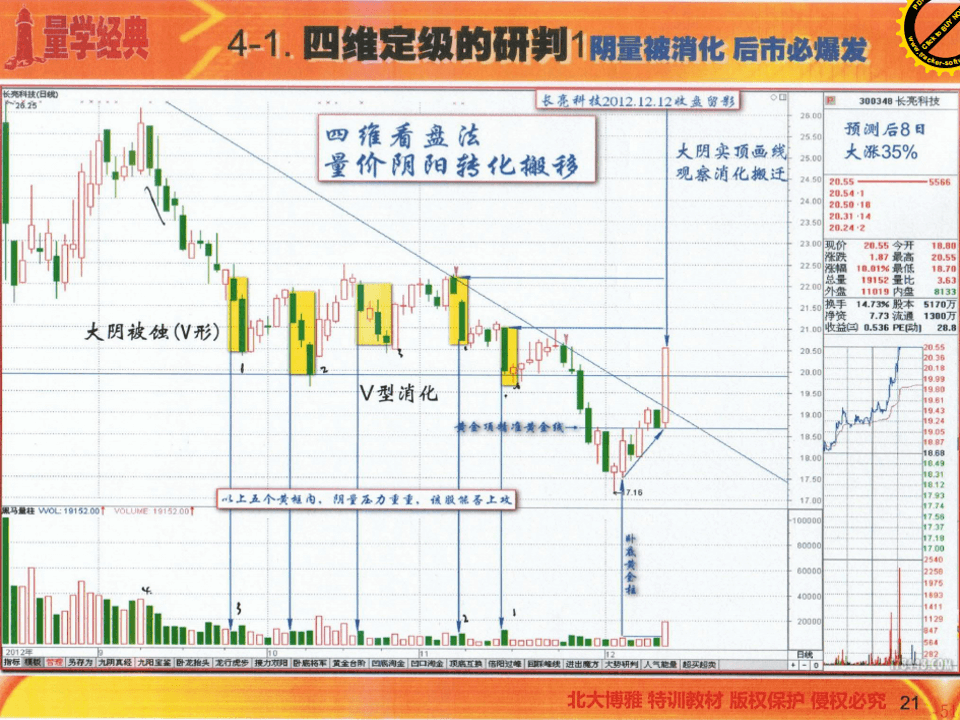 量学经典
4-1. 四维定级的研判1 阴量被消化 后市必爆发
长亮科技(日线)
26.25
长亮科技2012.12.12收盘留影
四维看盘法
量价阴阳转化搬移
大阴实顶画线
观察消化搬迁
大阴被蚀(V形)
1
2
3
V型消化
黄金顶精准黄金线→
以上五个黄框内，阴量压力重重，该股能否上攻
17.16
卧底黄金柱
26.00
25.50
25.00
24.50
24.00
23.50
23.00
22.50
22.00
21.50
21.00
20.50
20.00
19.50
19.00
18.50
18.00
17.50
17.00
黑马量柱 VVOL: 19152.00↑ VOLUME: 19152.00↑
100000
80000
60000
40000
20000
4
3
2
1
2012年 9 10 11 12 日线
指标 模板 管理 另存为 九阴真经 九阳宝鉴 卧龙抬头 龙行虎步 接力双阳 卧底将军 黄金台阶 凹底淘金 凹口淘金 顶底互换 倍阳过峰 回踩峰线 进出魔方 大势研判 人气能量 超买超卖
300348 长亮科技
预测后8日
大涨35%
20.55 5566
20.54 1
20.50 18
20.31 14
20.24 2
现价 20.55 今开 18.80
涨跌 1.87 最高 20.55
涨幅 10.01% 最低 18.70
总量 19152 量比 3.63
外盘 11019 内盘 8133
换手 14.73% 股本 5170万
净资 7.73 流通 1300万
收益㈢ 0.536 PE(动) 28.8
20.55
20.36
20.18
19.99
19.80
19.61
19.43
19.24
19.05
18.87
18.68
18.49
18.31
18.12
17.93
17.74
17.56
17.37
17.18
17.00
2540
2258
1975
1693
1411
1129
847
564
282
北大博雅 特训教材 版权保护 侵权必究 21